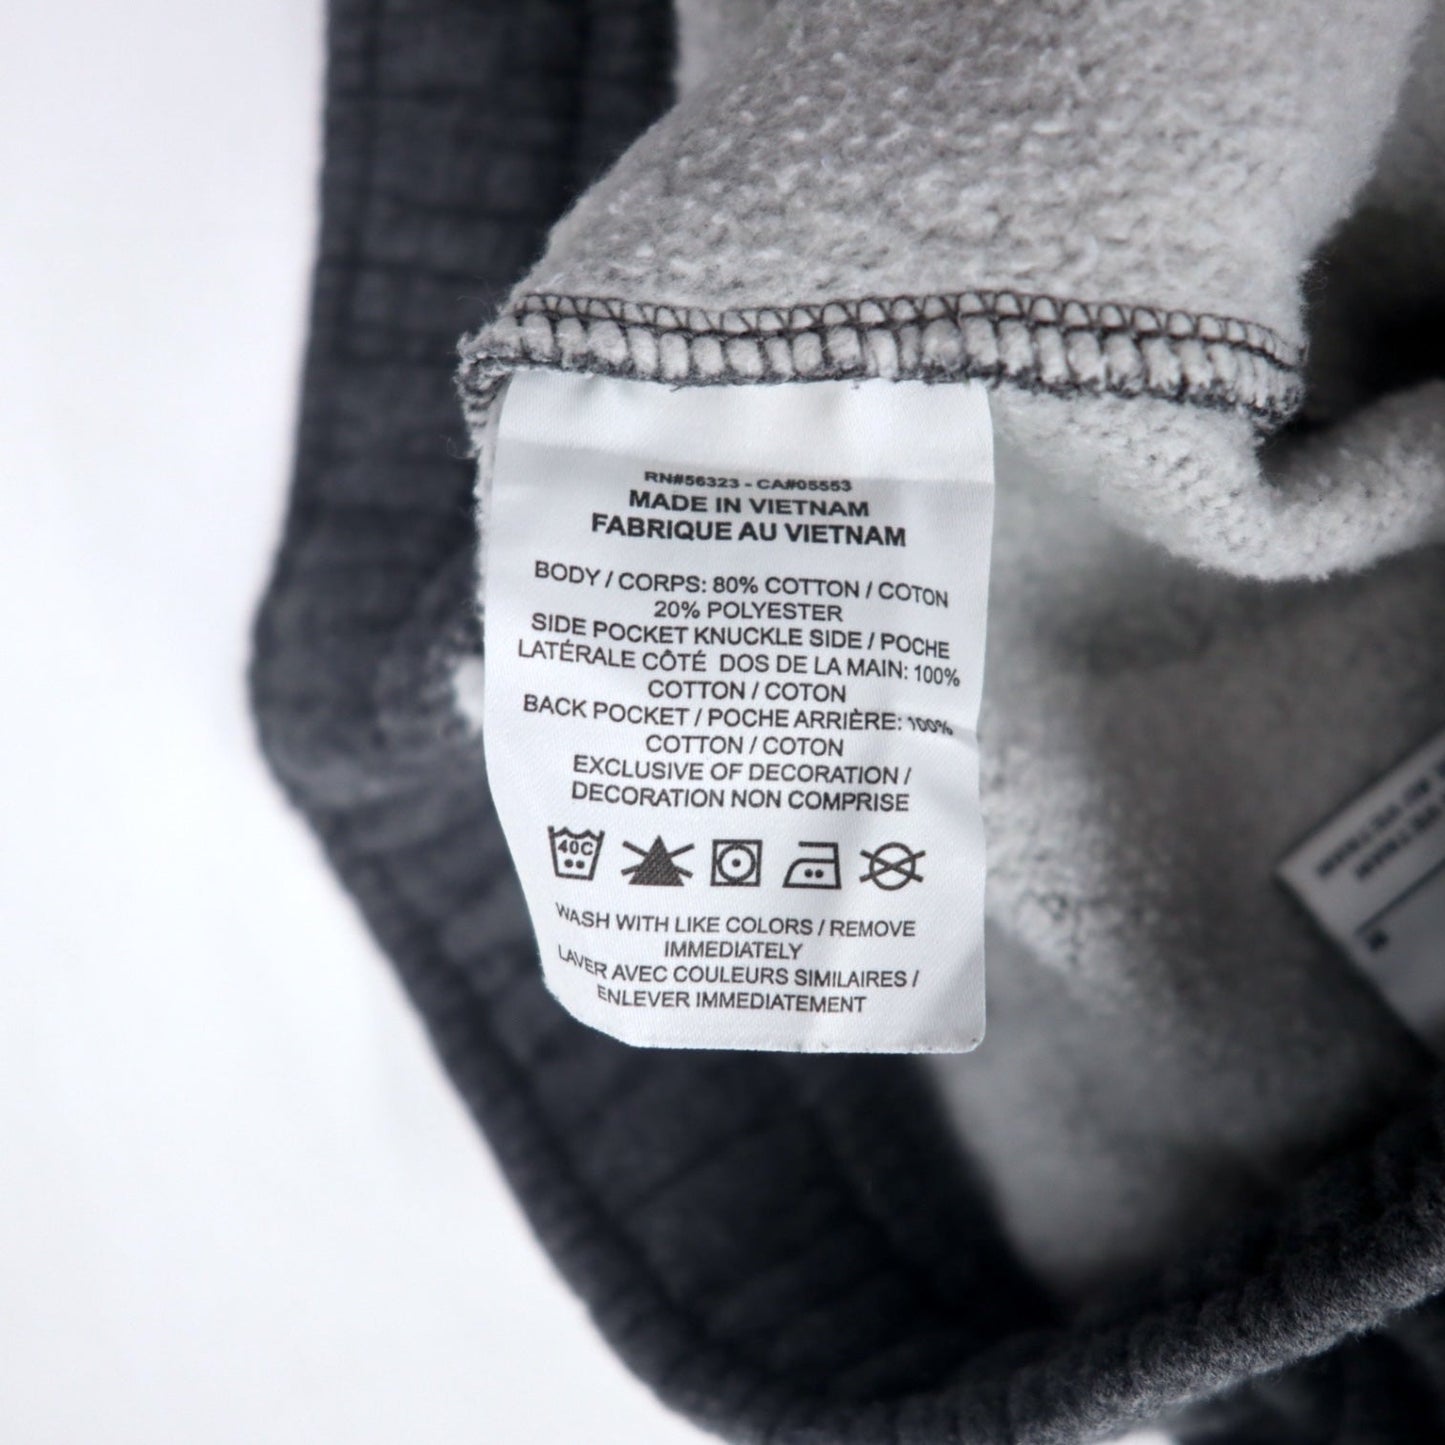 RN#56323 - CA#05553
MADE IN VIETNAM
FABRIQUE AU VIETNAM
BODY / CORPS: 80% COTTON / COTON
20% POLYESTER
SIDE POCKET KNUCKLE SIDE / POCHE
LATÉRALE CÔTÉ DOS DE LA MAIN: 100%
COTTON / COTON
BACK POCKET / POCHE ARRIÈRE: 100%
COTTON / COTON
EXCLUSIVE OF DECORATION /
DECORATION NON COMPRISE
40C
WASH WITH LIKE COLORS / REMOVE
IMMEDIATELY
LAVER AVEC COULEURS SIMILAIRES /
ENLEVER IMMEDIATEMENT